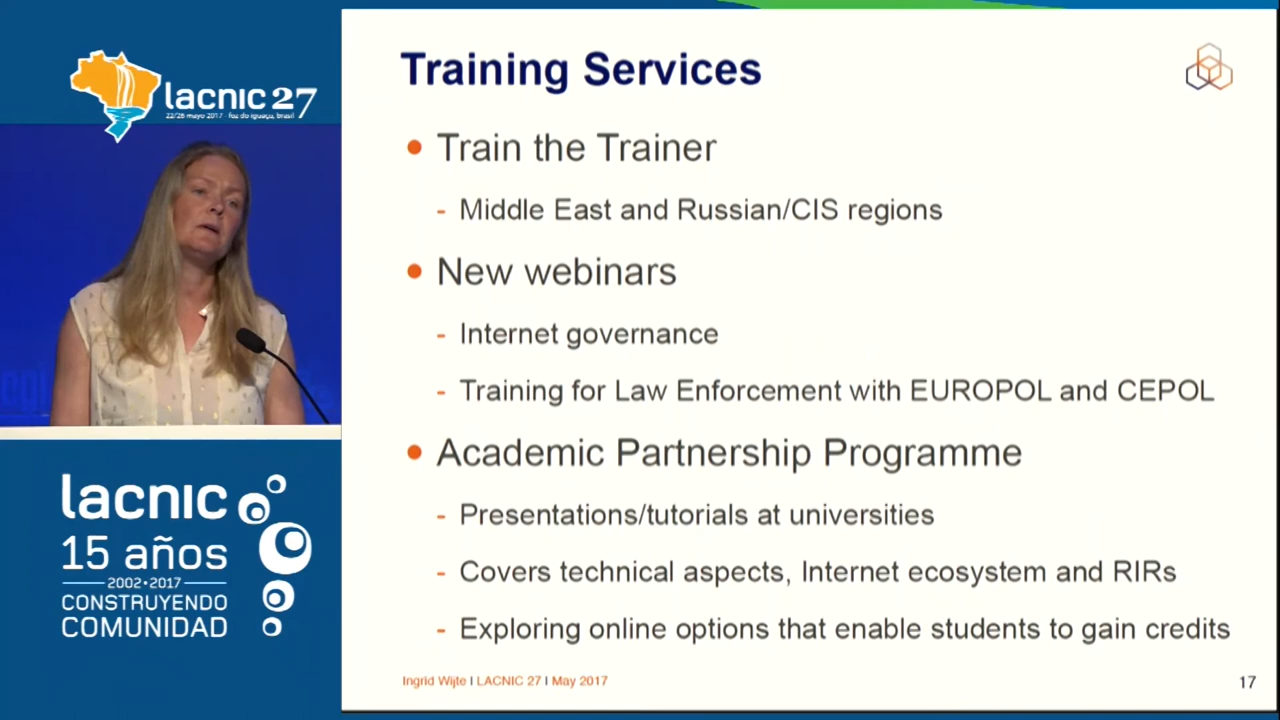 lacnic 27
22/26 mayo 2017 - foz do iguaçu, brasil
lacnic
15 años
2002•2017
CONSTRUYENDO
COMUNIDAD
Training Services
• Train the Trainer
- Middle East and Russian/CIS regions
• New webinars
- Internet governance
- Training for Law Enforcement with EUROPOL and CEPOL
• Academic Partnership Programme
- Presentations/tutorials at universities
- Covers technical aspects, Internet ecosystem and RIRs
- Exploring online options that enable students to gain credits
Ingrid Wijte I LACNIC 27 I May 2017
17